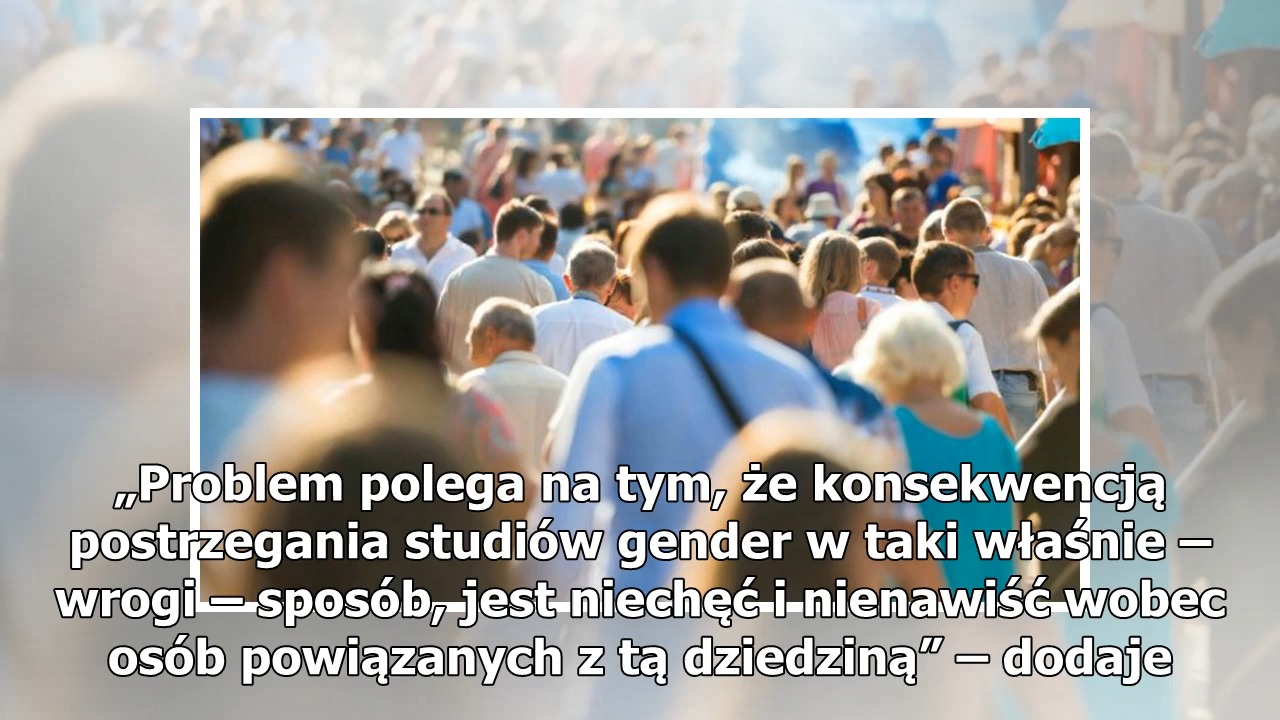 „Problem polega na tym, że konsekwencją
postrzegania studiów gender w taki właśnie –
wrogi – sposób, jest niechęć i nienawiść wobec
osób powiązanych z tą dziedziną” – dodaje